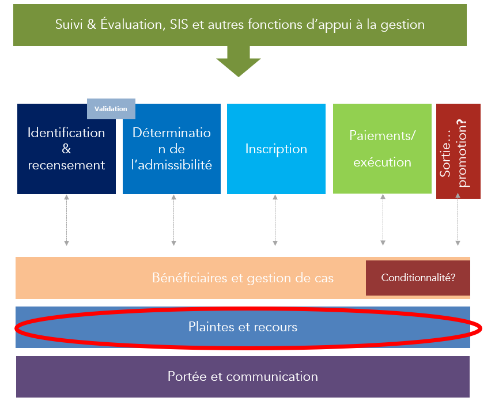 Suivi & Évaluation, SIS et autres fonctions d'appui à la gestion
Validation
Identification
&
recensement
Déterminatio
n de
l'admissibilité
Inscription
Paiements/
exécution
Sortie…
promotion?
Bénéficiaires et gestion de cas
Conditionnalité?
Plaintes et recours
Portée et communication